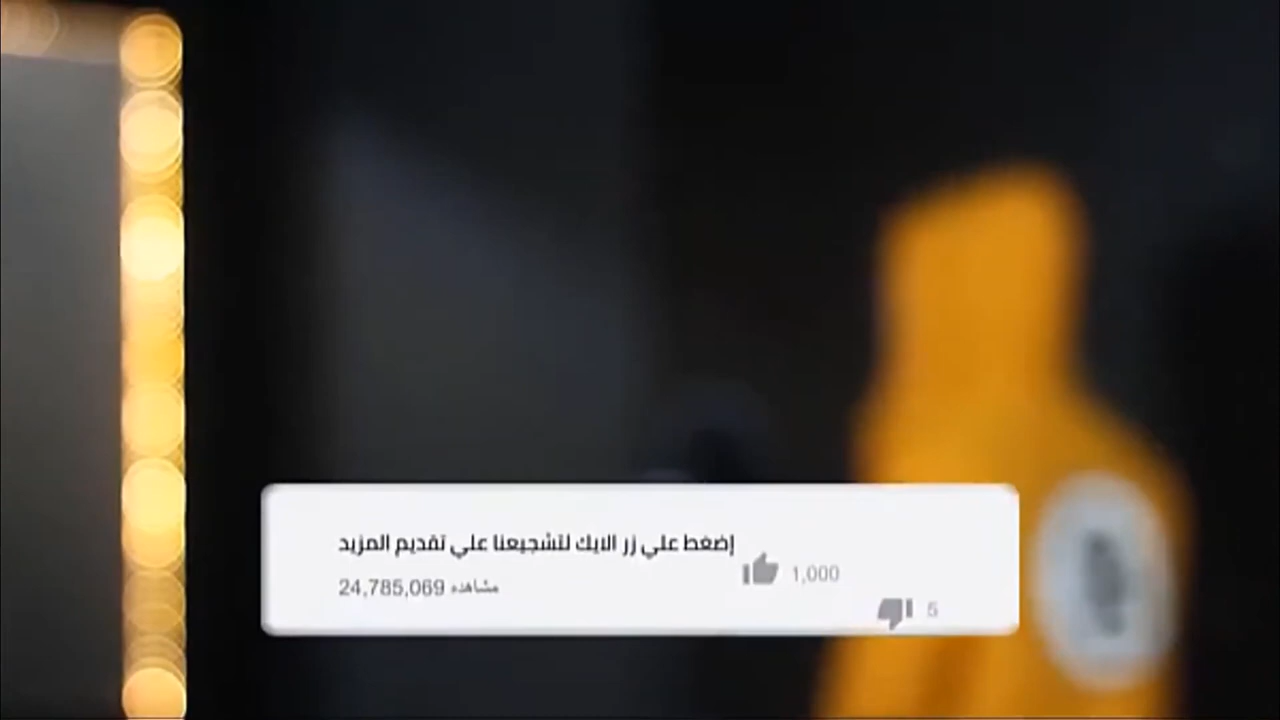 إضغط علي زر الايك لتشجيعنا علي تقديم المزيد
1,000
24,785,069 مشاهده
5